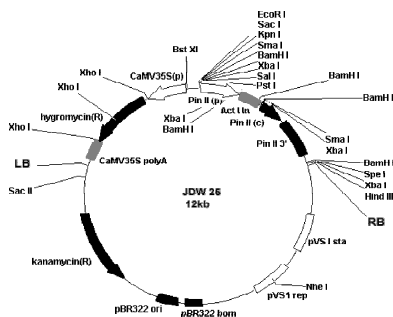 EcoR I
Sac I
Kpn I
Sma I
BamH I
Xba I
Sal I
Pst I
Bst XI
CaMV35S(p)
Xho I
Xho I
hygromycin(R)
Xho I
CaMV35S polyA
LB
Sac II
Pin II (p)
Xba I
BamH I
Act I In
Pin II (c)
BamH I
BamH I
Sma I
Xba I
Pin II 3'
BamH I
Spe I
Xba I
Hind III
RB
JDW 26
12kb
kanamycin(R)
pVS1 sta
Nhe I
pVS1 rep
pBR322 ori
pBR322 bom